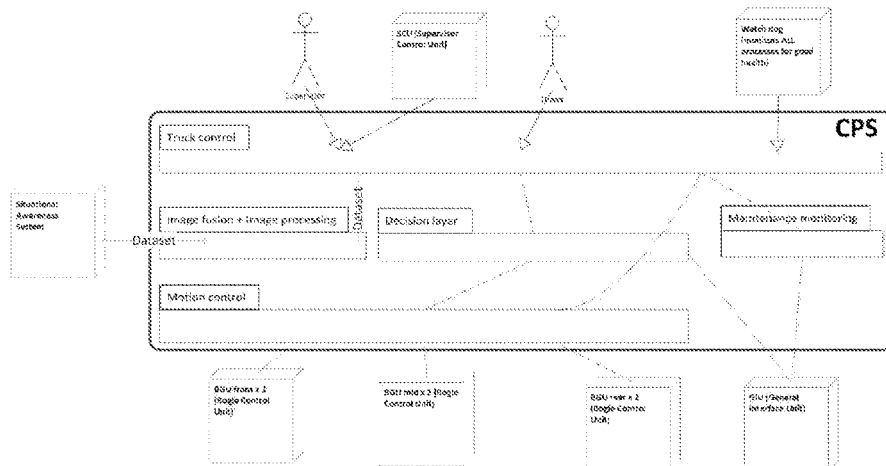 SCU (Supervisor
Control Unit)
Watch dog
(monitors ALL
processes for good
health)
Supervisor
CPS
Truck control
Situational
Awareness
System
Image fusion + image processing
Dataset
Decision layer
Maintenance monitoring
Dataset
Motion control
BCU front x 2
(Bogie Control
Unit)
BCU mid x 2 (Bogie
Control Unit)
BCU rear x 2
(Bogie Control
Unit)
GIU (General
Interface Unit)